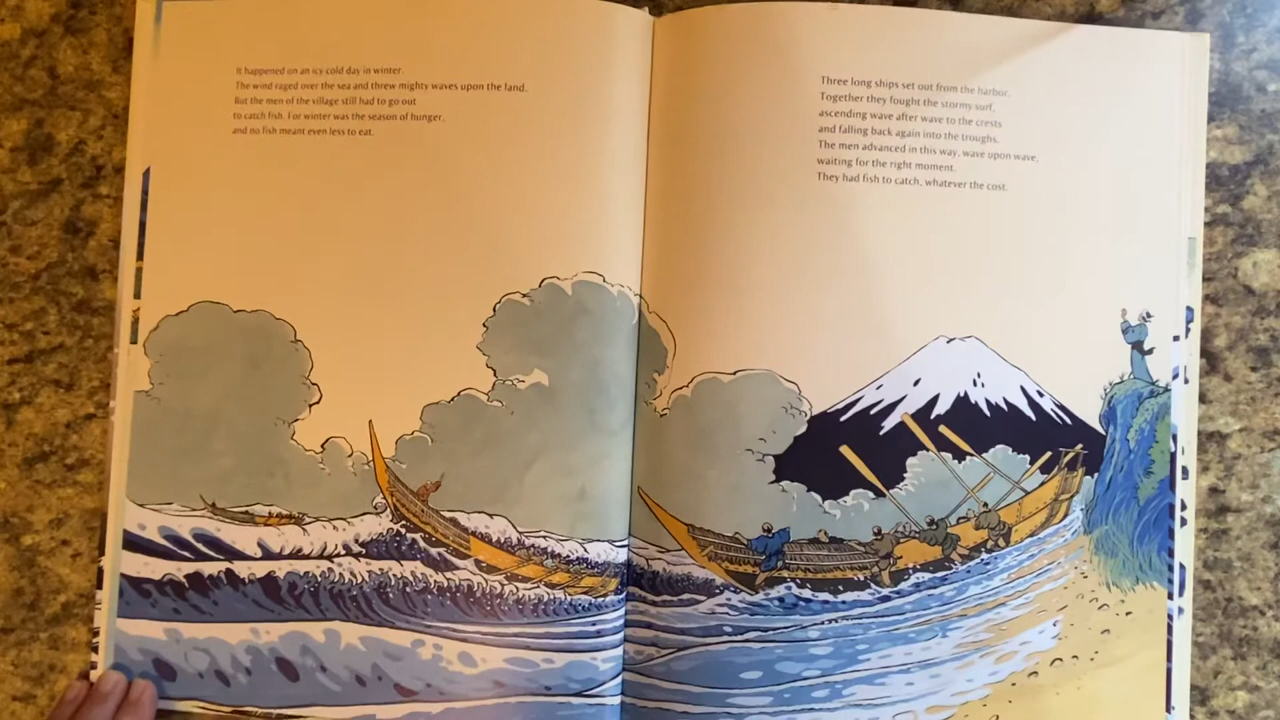 It happened on an icy cold day in winter.
The wind raged over the sea and threw mighty waves upon the land.
But the men of the village still had to go out
to catch fish. For winter was the season of hunger,
and no fish meant even less to eat.
Three long ships set out from the harbor.
Together they fought the stormy surf,
ascending wave after wave to the crests
and falling back again into the troughs.
The men advanced in this way, wave upon wave,
waiting for the right moment.
They had fish to catch, whatever the cost.